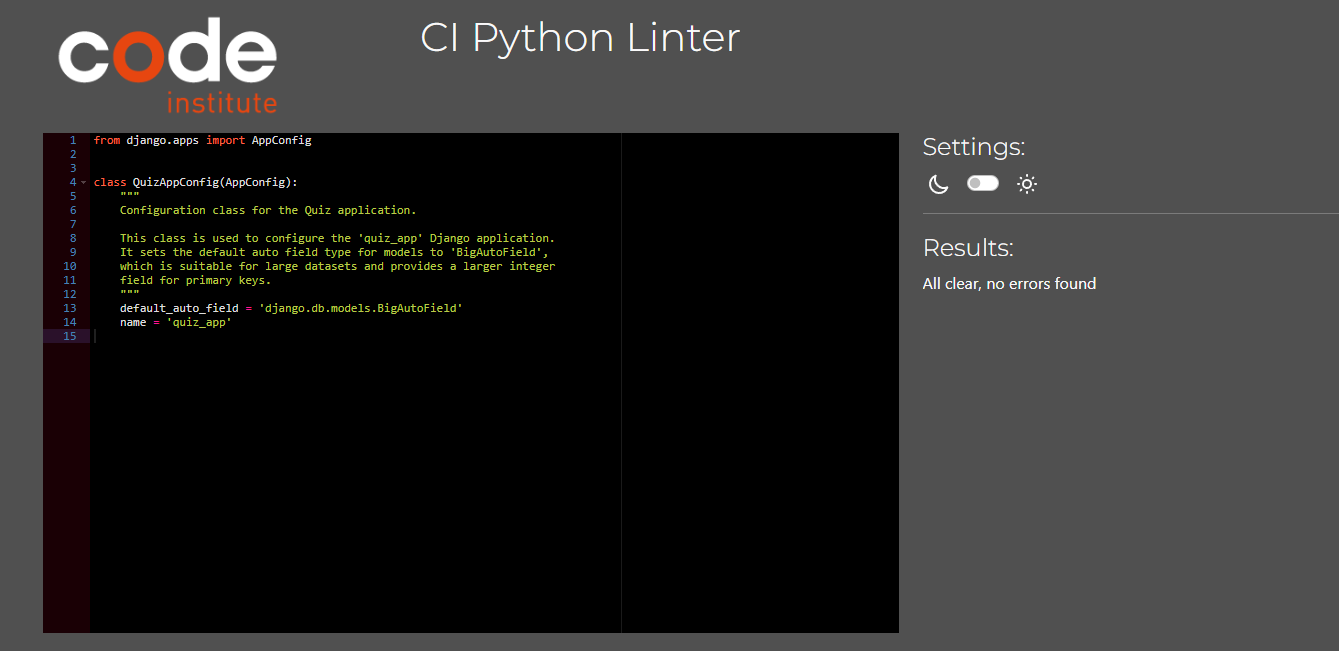 code
institute
CI Python Linter
1 from django.apps import AppConfig
2
3
4 class QuizAppConfig(AppConfig):
5     """
6     Configuration class for the Quiz application.
7
8     This class is used to configure the 'quiz_app' Django application.
9     It sets the default auto field type for models to 'BigAutoField',
10     which is suitable for large datasets and provides a larger integer
11     field for primary keys.
12     """
13     default_auto_field = 'django.db.models.BigAutoField'
14     name = 'quiz_app'
15
Settings:
Results:
All clear, no errors found